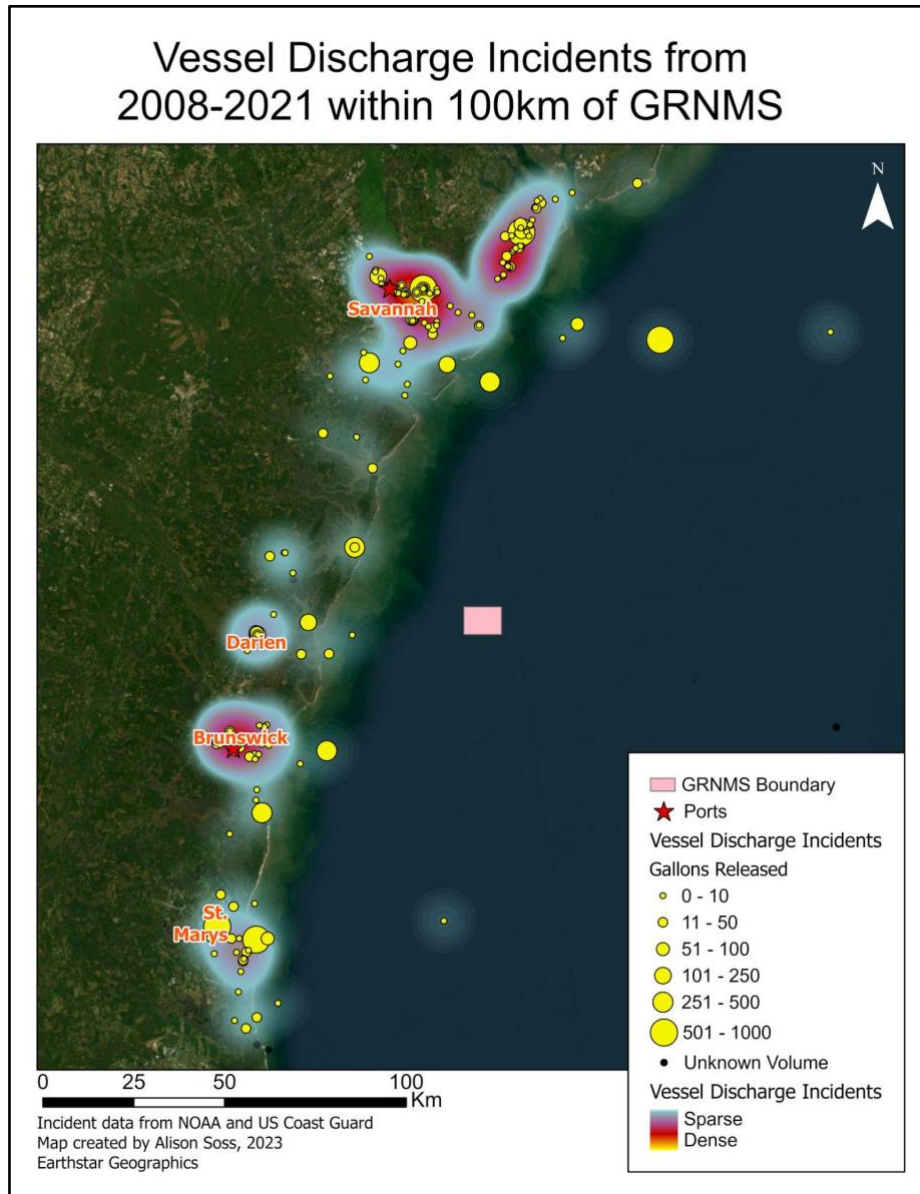 Vessel Discharge Incidents from
2008-2021 within 100km of GRNMS
N
Savannah
Darien
Brunswick
St.
Marys
GRNMS Boundary
Ports
Vessel Discharge Incidents
Gallons Released
0 - 10
11 - 50
51 - 100
101 - 250
251 - 500
501 - 1000
Unknown Volume
Vessel Discharge Incidents
Sparse
Dense
0 25 50 100
Km
Incident data from NOAA and US Coast Guard
Map created by Alison Soss, 2023
Earthstar Geographics